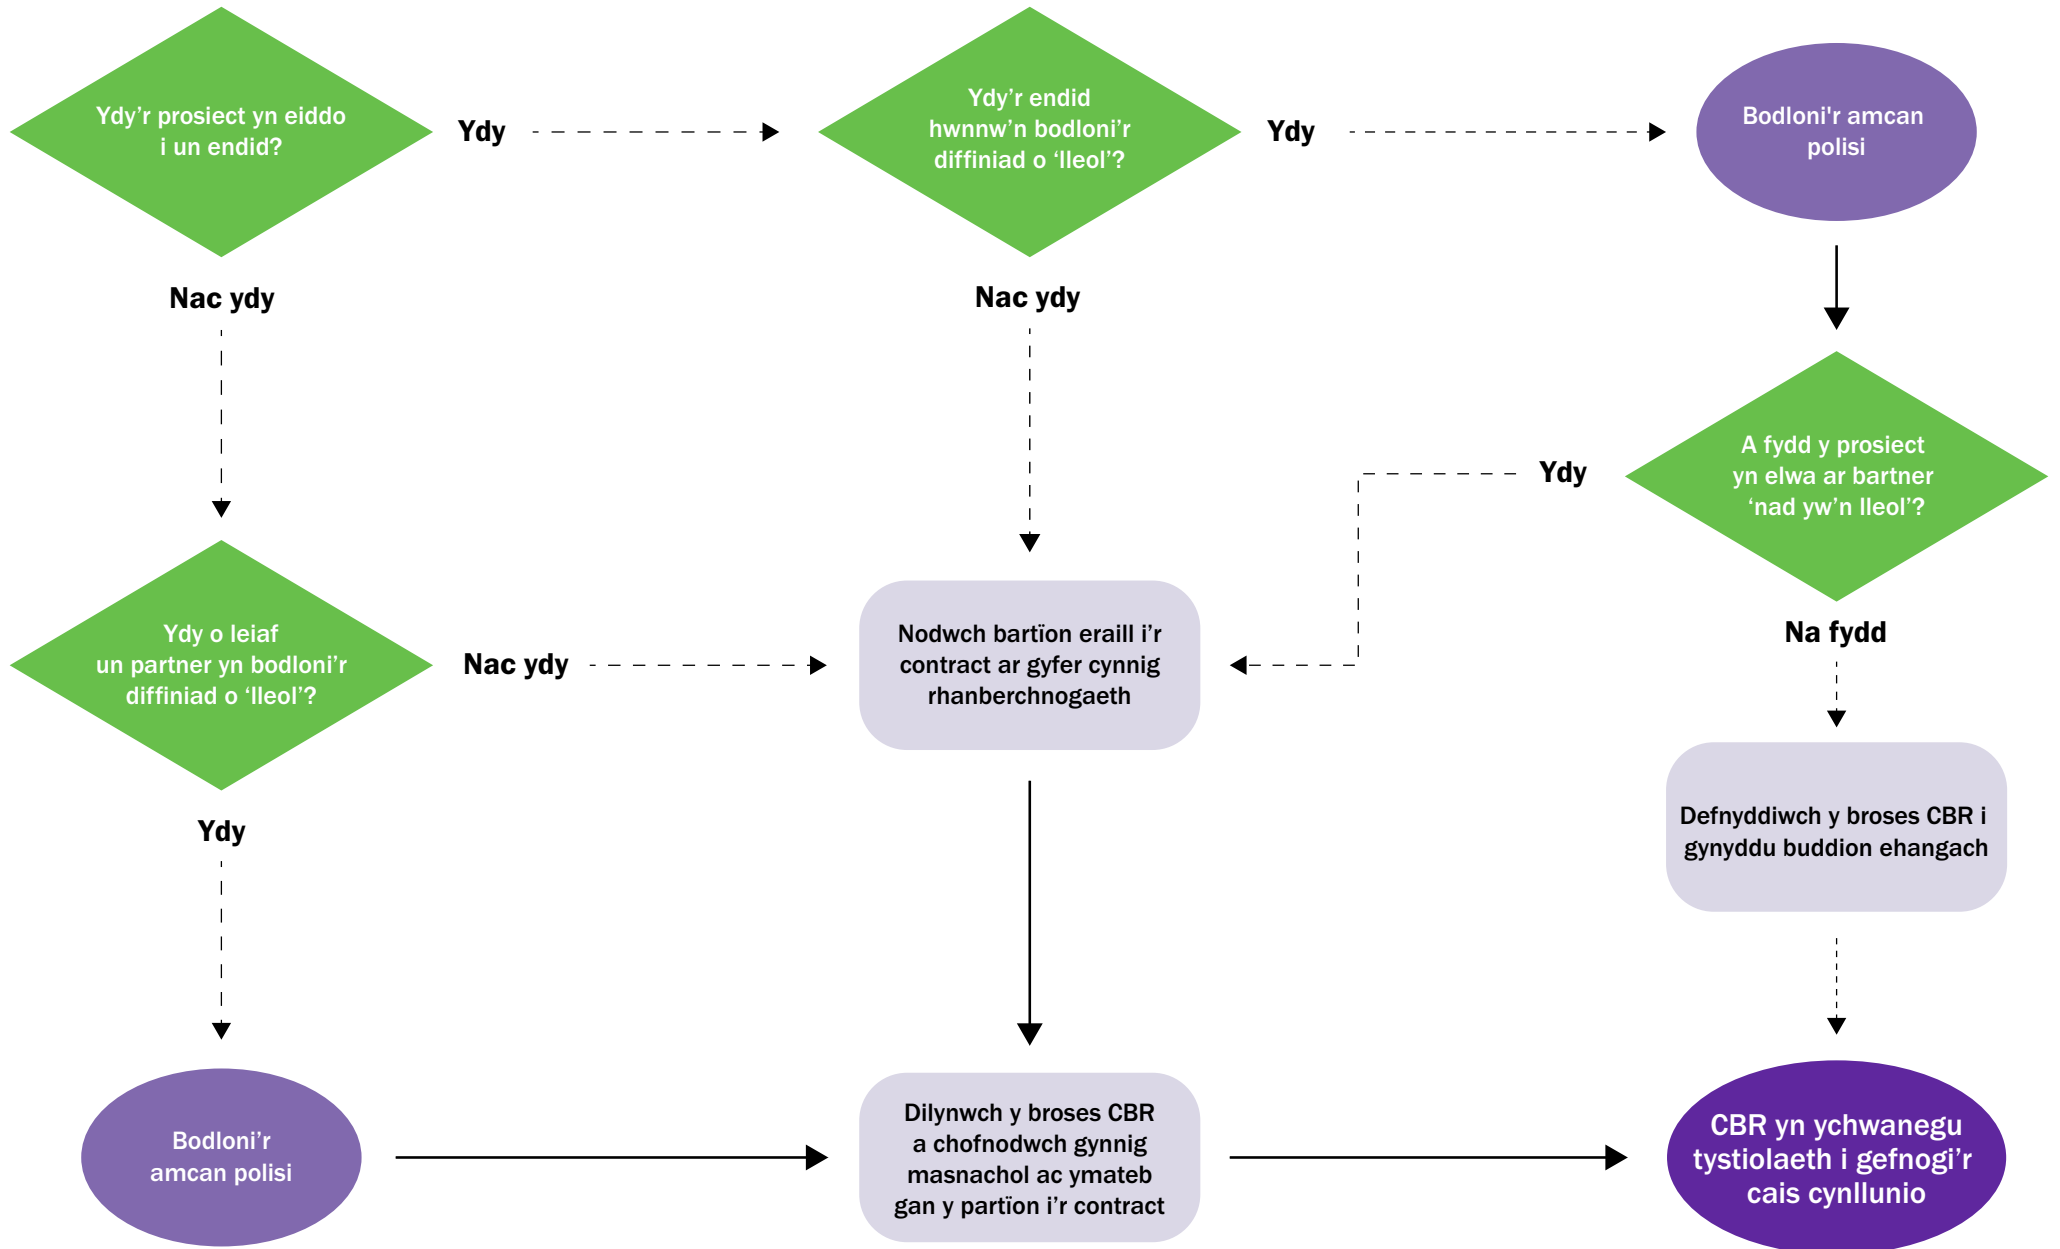 Ydy’r prosiect yn eiddo
i un endid?
Ydy
Ydy’r endid
hwnnw’n bodloni’r
diffiniad o ‘lleol’?
Ydy
Bodloni'r amcan
polisi
Nac ydy
Nac ydy
A fydd y prosiect
yn elwa ar bartner
‘nad yw’n lleol’?
Ydy
Na fydd
Ydy o leiaf
un partner yn bodloni’r
diffiniad o ‘lleol’?
Nac ydy
Nodwch bartïon eraill i’r
contract ar gyfer cynnig
rhanberchnogaeth
Defnyddiwch y broses CBR i
gynyddu buddion ehangach
Ydy
Bodloni’r
amcan polisi
Dilynwch y broses CBR
a chofnodwch gynnig
masnachol ac ymateb
gan y partïon i’r contract
CBR yn ychwanegu
tystiolaeth i gefnogi’r
cais cynllunio